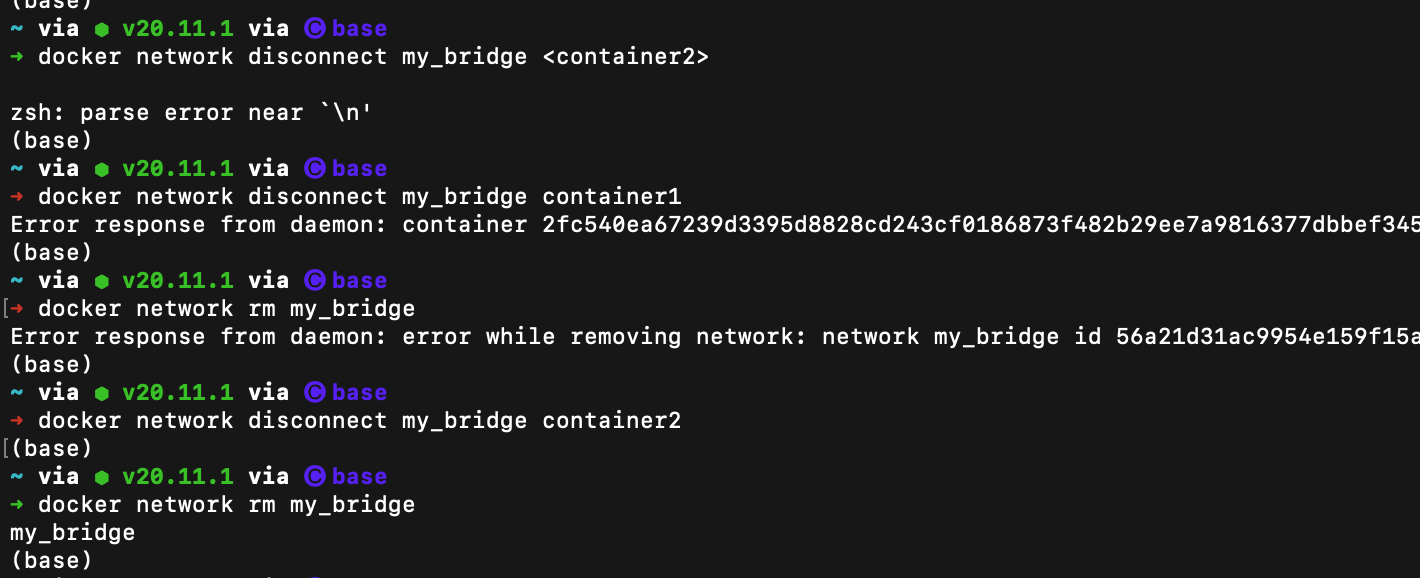 (base)
~ via ⬢ v20.11.1 via 🅒 base
➜ docker network disconnect my_bridge <container2>
zsh: parse error near `\n'
(base)
~ via ⬢ v20.11.1 via 🅒 base
➜ docker network disconnect my_bridge container1
Error response from daemon: container 2fc540ea67239d3395d8828cd243cf0186873f482b29ee7a9816377dbbef345
(base)
~ via ⬢ v20.11.1 via 🅒 base
[➜ docker network rm my_bridge
Error response from daemon: error while removing network: network my_bridge id 56a21d31ac9954e159f15a
(base)
~ via ⬢ v20.11.1 via 🅒 base
➜ docker network disconnect my_bridge container2
[(base)
~ via ⬢ v20.11.1 via 🅒 base
➜ docker network rm my_bridge
my_bridge
(base)